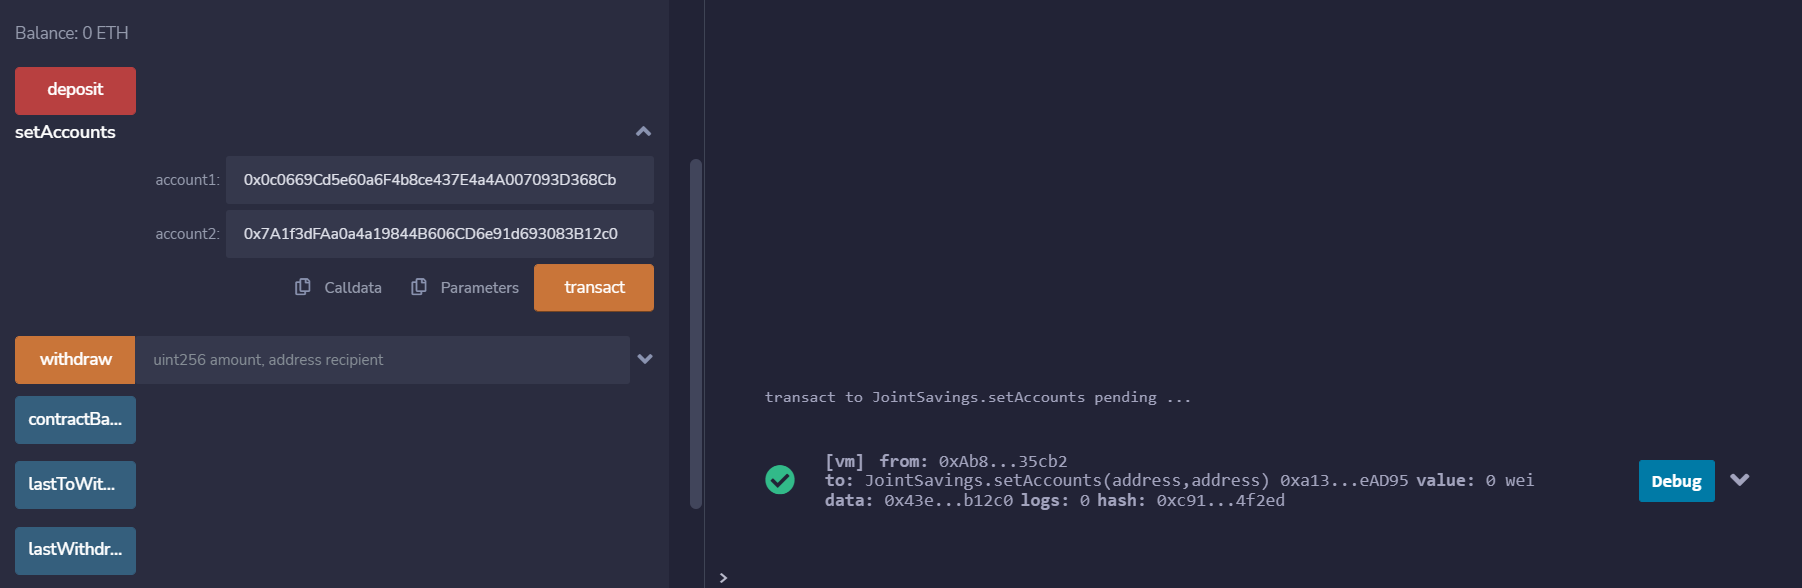 Balance: 0 ETH
deposit
setAccounts
account1: 0x0c0669Cd5e60a6F4b8ce437E4a4A007093D368Cb
account2: 0x7A1f3dFAa0a4a19844B606CD6e91d693083B12c0
Calldata Parameters transact
withdraw uint256 amount, address recipient
contractBa...
lastToWit...
lastWithdr...
transact to JointSavings.setAccounts pending ...
[vm] from: 0xAb8...35cb2
to: JointSavings.setAccounts(address,address) 0xa13...eAD95 value: 0 wei
data: 0x43e...b12c0 logs: 0 hash: 0xc91...4f2ed
Debug
>